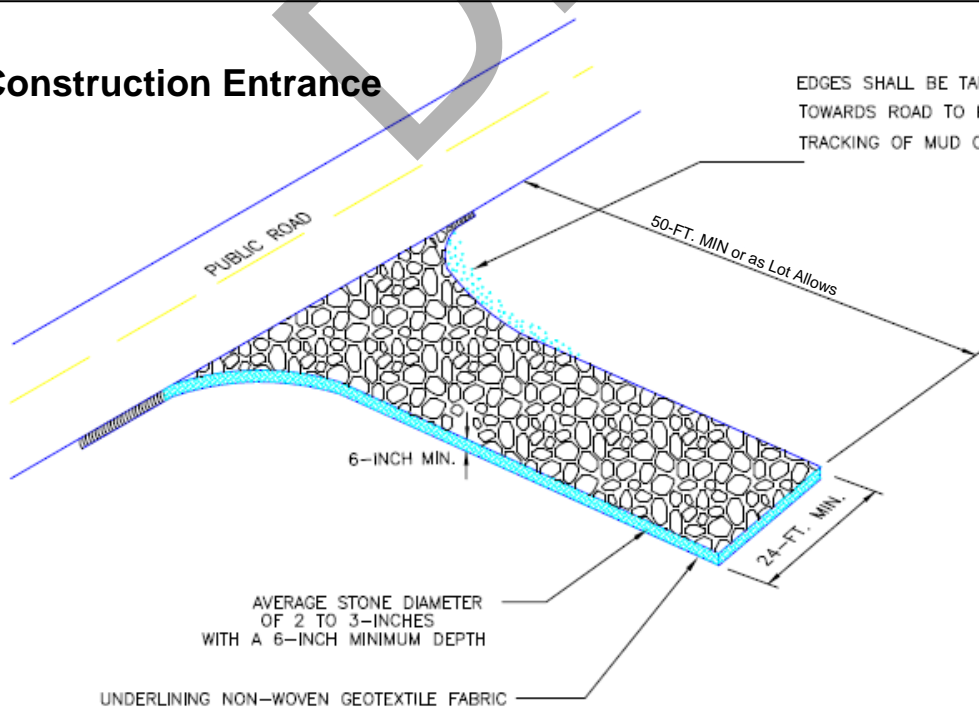 Construction Entrance
EDGES SHALL BE
TOWARDS ROAD TO
TRACKING OF MUD
PUBLIC ROAD
50-FT. MIN or as Lot Allows
6-INCH MIN.
24-FT. MIN.
AVERAGE STONE DIAMETER
OF 2 TO 3-INCHES
WITH A 6-INCH MINIMUM DEPTH
UNDERLINING NON-WOVEN GEOTEXTILE FABRIC